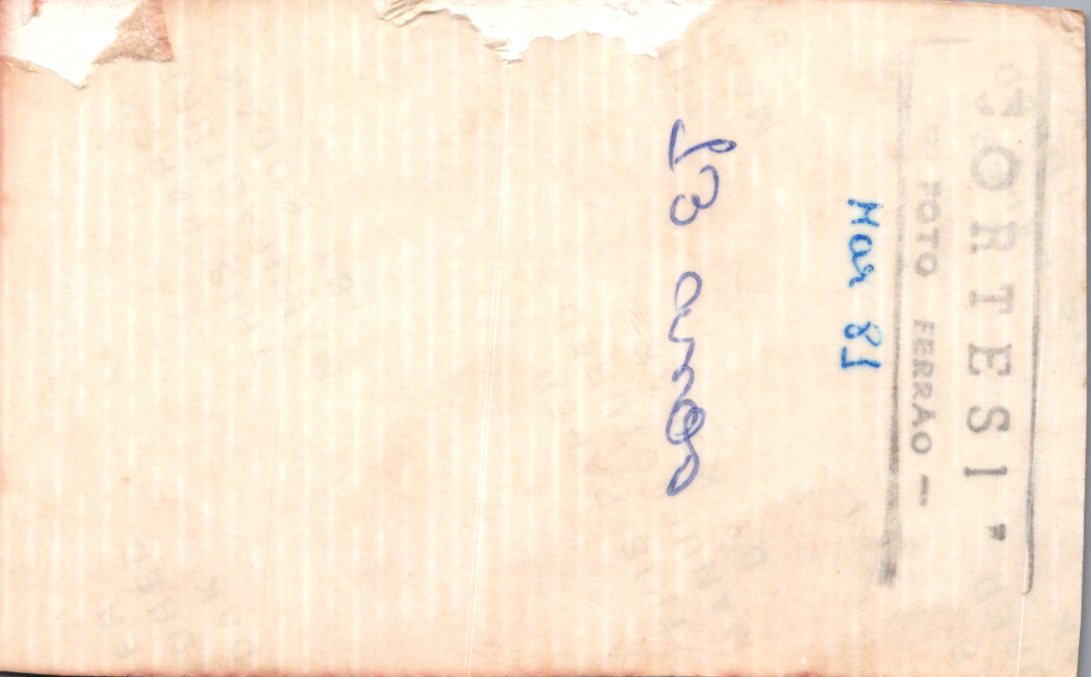 "CORTESI"
- FOTO FERRÃO -
Mar 81
13 anos